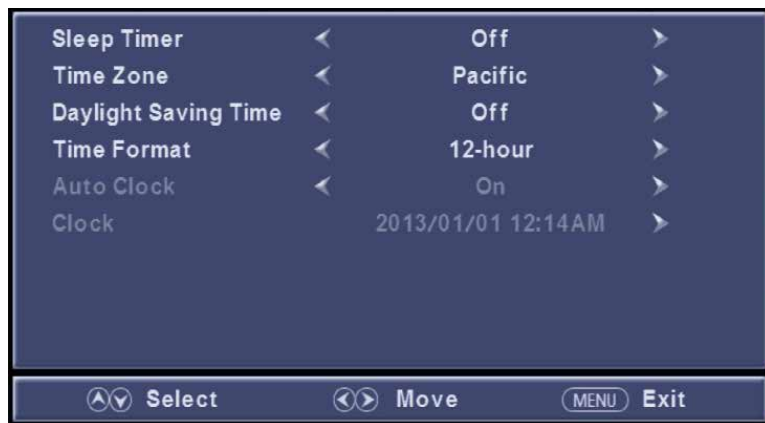 Sleep Timer Off
Time Zone Pacific
Daylight Saving Time Off
Time Format 12-hour
Auto Clock On
Clock 2013/01/01 12:14AM
Select Move MENU Exit